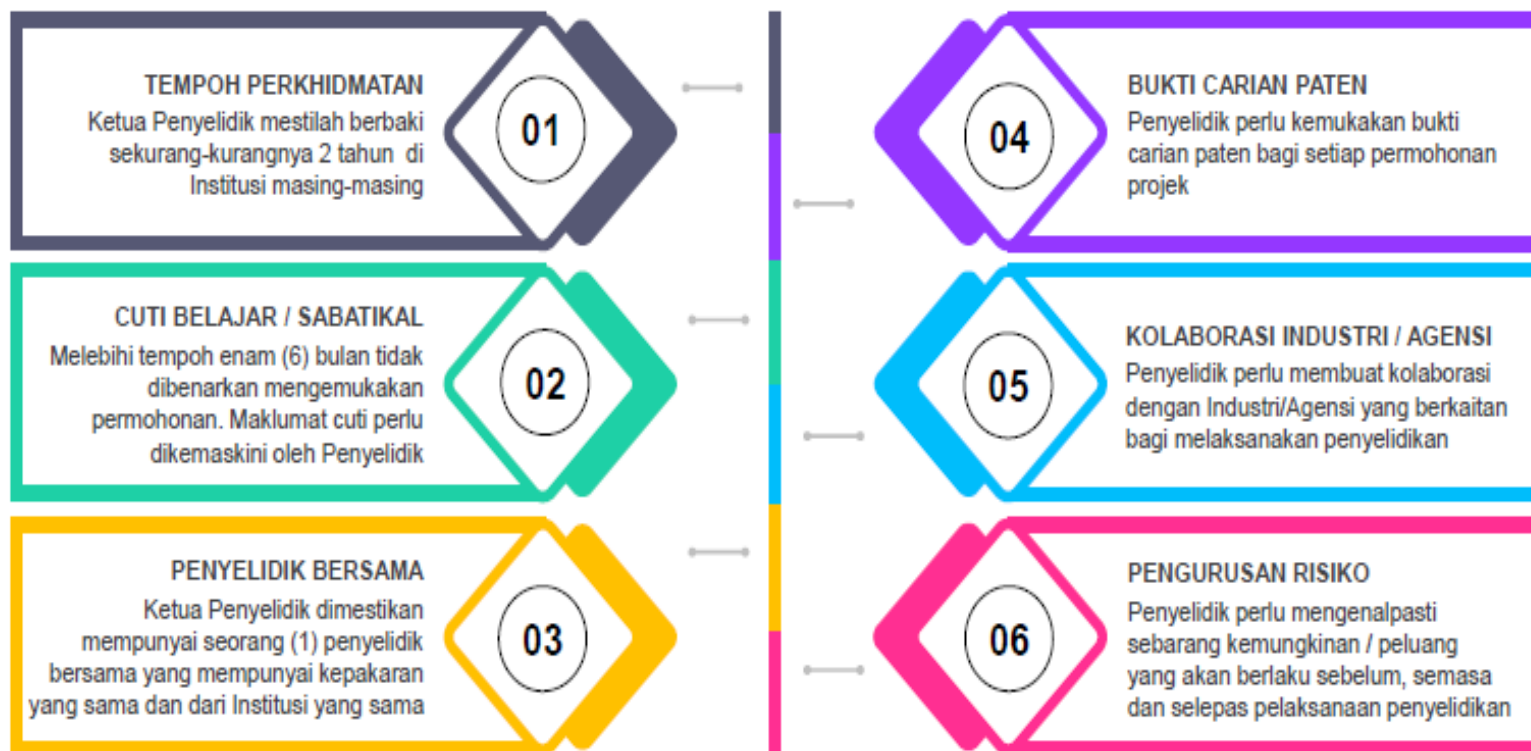 TEMPOH PERKHIDMATAN
Ketua Penyelidik mestilah berbaki
sekurang-kurangnya 2 tahun di
Institusi masing-masing
01
CUTI BELAJAR / SABATIKAL
Melebihi tempoh enam (6) bulan tidak
dibenarkan mengemukakan
permohonan. Maklumat cuti perlu
dikemaskini oleh Penyelidik
02
PENYELIDIK BERSAMA
Ketua Penyelidik dimestikan
mempunyai seorang (1) penyelidik
bersama yang mempunyai kepakaran
yang sama dan dari Institusi yang sama
03
04
BUKTI CARIAN PATEN
Penyelidik perlu kemukakan bukti
carian paten bagi setiap permohonan
projek
05
KOLABORASI INDUSTRI / AGENSI
Penyelidik perlu membuat kolaborasi
dengan Industri/Agensi yang berkaitan
bagi melaksanakan penyelidikan
06
PENGURUSAN RISIKO
Penyelidik perlu mengenalpasti
sebarang kemungkinan / peluang
yang akan berlaku sebelum, semasa
dan selepas pelaksanaan penyelidikan